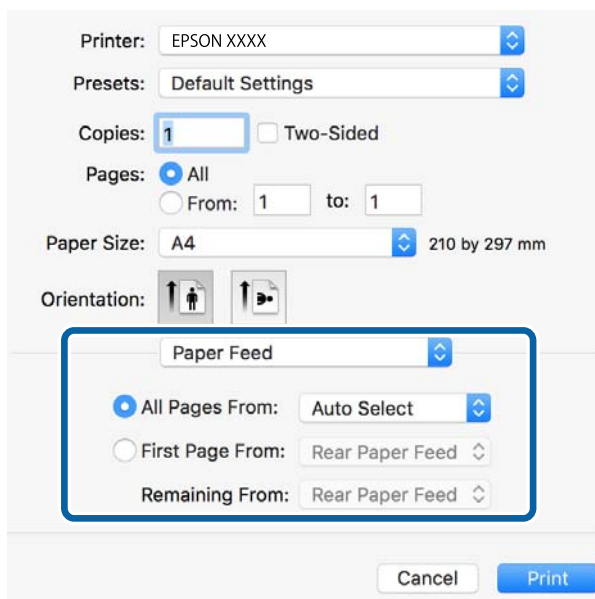 Printer: EPSON XXXX
Presets: Default Settings
Copies: 1 Two-Sided
Pages: All
From: 1 to: 1
Paper Size: A4 210 by 297 mm
Orientation:
Paper Feed
All Pages From: Auto Select
First Page From: Rear Paper Feed
Remaining From: Rear Paper Feed
Cancel Print